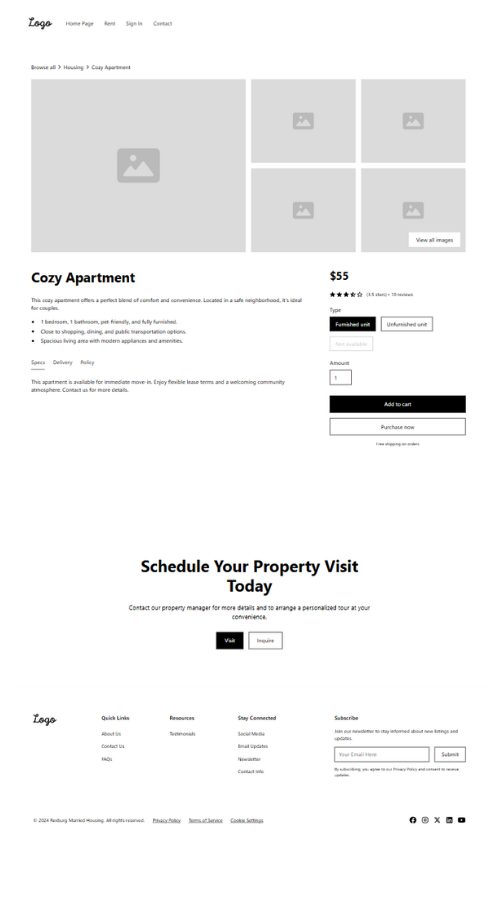 Logo
Home Page
Rent
Sign In
Contact
Browse all > Housing > Cozy Apartment
View all images
Cozy Apartment
This cozy apartment offers a perfect blend of comfort and convenience. Located in a safe neighborhood, it's ideal
for couples.
• 1 bedroom, 1 bathroom, pet-friendly, and fully furnished.
• Close to shopping, dining, and public transportation options.
• Spacious living area with modern appliances and amenities.
Specs
Delivery
Policy
This apartment is available for immediate move-in. Enjoy flexible lease terms and a welcoming community
atmosphere. Contact us for more details.
$55
(3.5 stars) • 10 reviews
Type
Furnished unit
Unfurnished unit
Not available
Amount
1
Add to cart
Purchase now
Free shipping on orders
Schedule Your Property Visit
Today
Contact our property manager for more details and to arrange a personalized tour at your
convenience.
Visit
Inquire
Logo
Quick Links
About Us
Contact Us
FAQs
Resources
Testimonials
Stay Connected
Social Media
Email Updates
Newsletter
Contact Info
Subscribe
Join our newsletter to stay informed about new listings and
updates.
Your Email Here
Submit
By subscribing, you agree to our Privacy Policy and consent to receive
updates.
© 2024 Rexburg Married Housing. All rights reserved.
Privacy Policy
Terms of Service
Cookie Settings